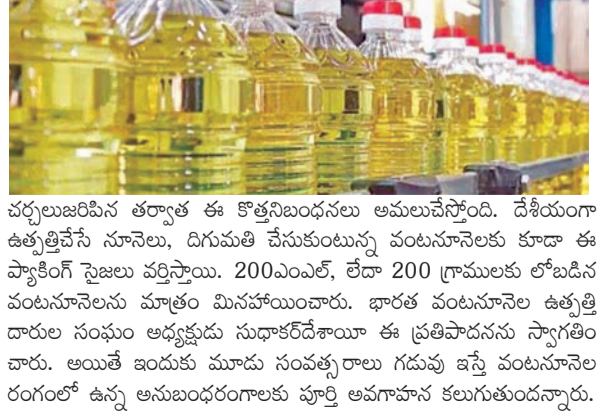 చర్చలుజరిపిన తర్వాత ఈ కొత్తనిబంధనలు అమలుచేస్తోంది. దేశీయంగా
ఉత్పత్తిచేసే నూనెలు, దిగుమతి చేసుకుంటున్న వంటనూనెలకు కూడా ఈ
ప్యాకింగ్ సైజులు వర్తిస్తాయి. 200ఎంఎల్, లేదా 200 గ్రాములకు లోబడిన
వంటనూనెలను మాత్రం మినహాయించారు. భారత వంటనూనెల ఉత్పత్తి
దారుల సంఘం అధ్యక్షుడు సుధాకర్‌దేశాయీ ఈ ప్రతిపాదనను స్వాగతిం
చారు. అయితే ఇందుకు మూడు సంవత్సరాలు గడువు ఇస్తే వంటనూనెల
రంగంలో ఉన్న అనుబంధరంగాలకు పూర్తి అవగాహన కలుగుతుందన్నారు.